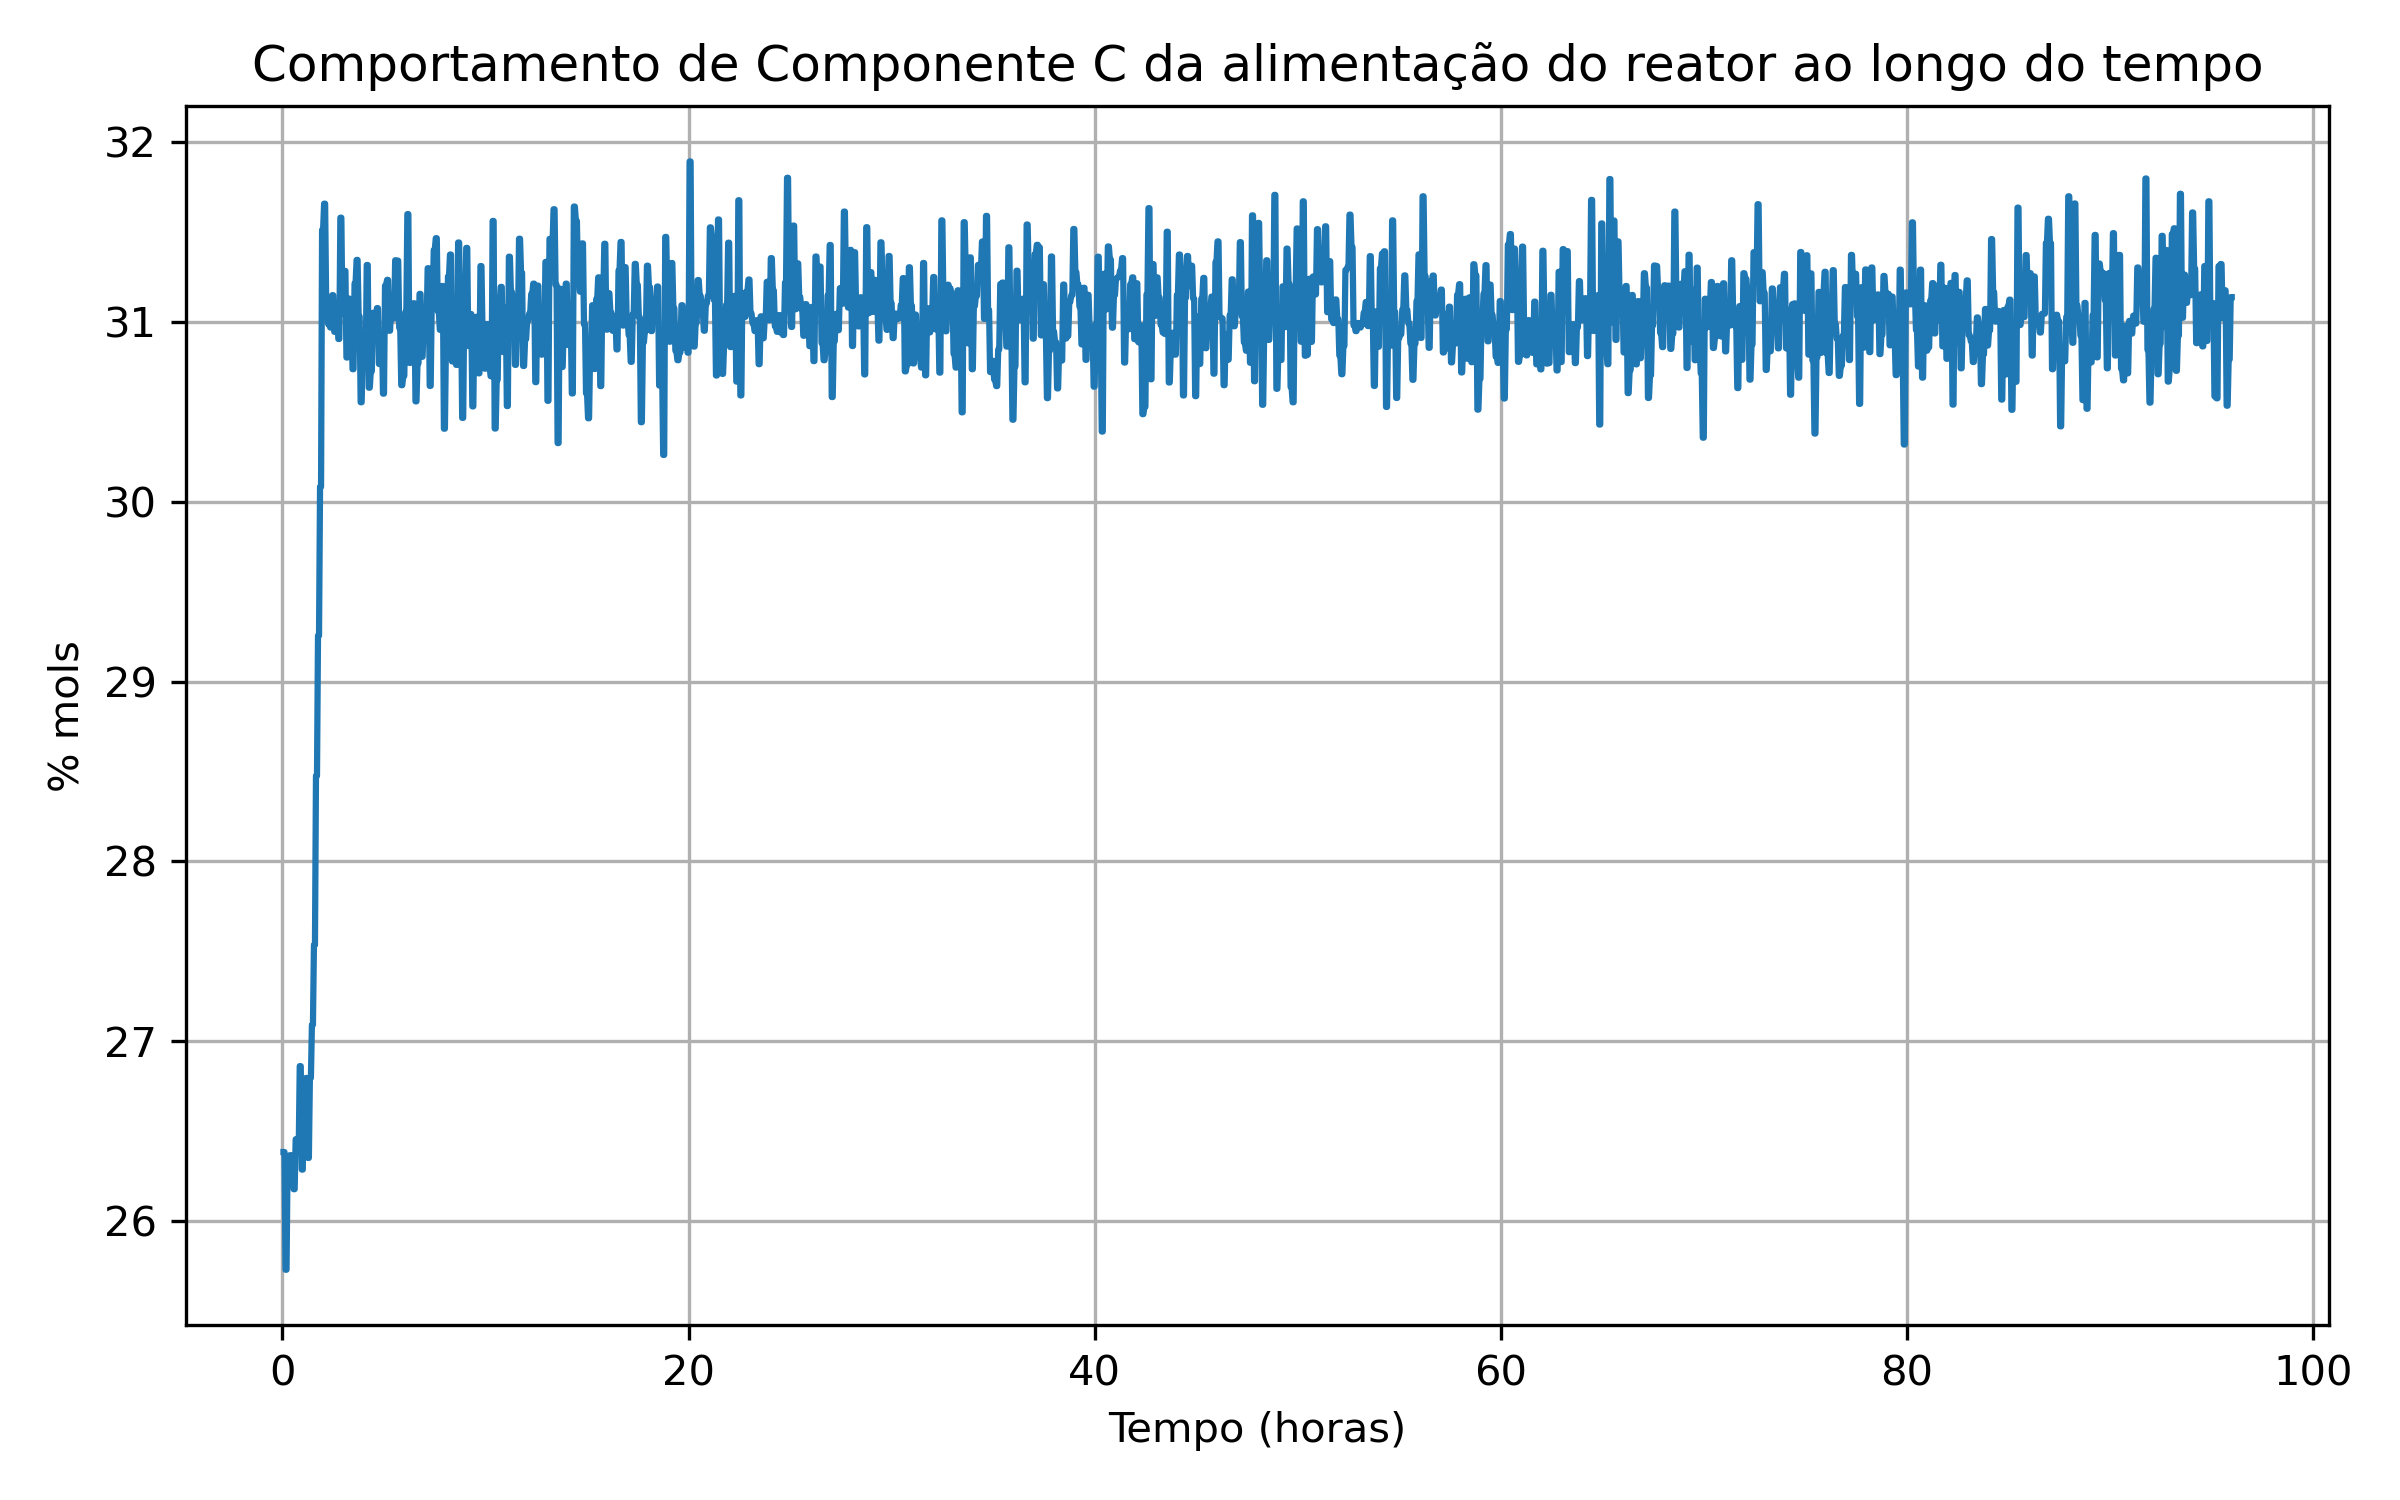 Comportamento de Componente C da alimentação do reator ao longo do tempo
32
31
30
29
28
27
26
% mols
0 20 40 60 80 100
Tempo (horas)